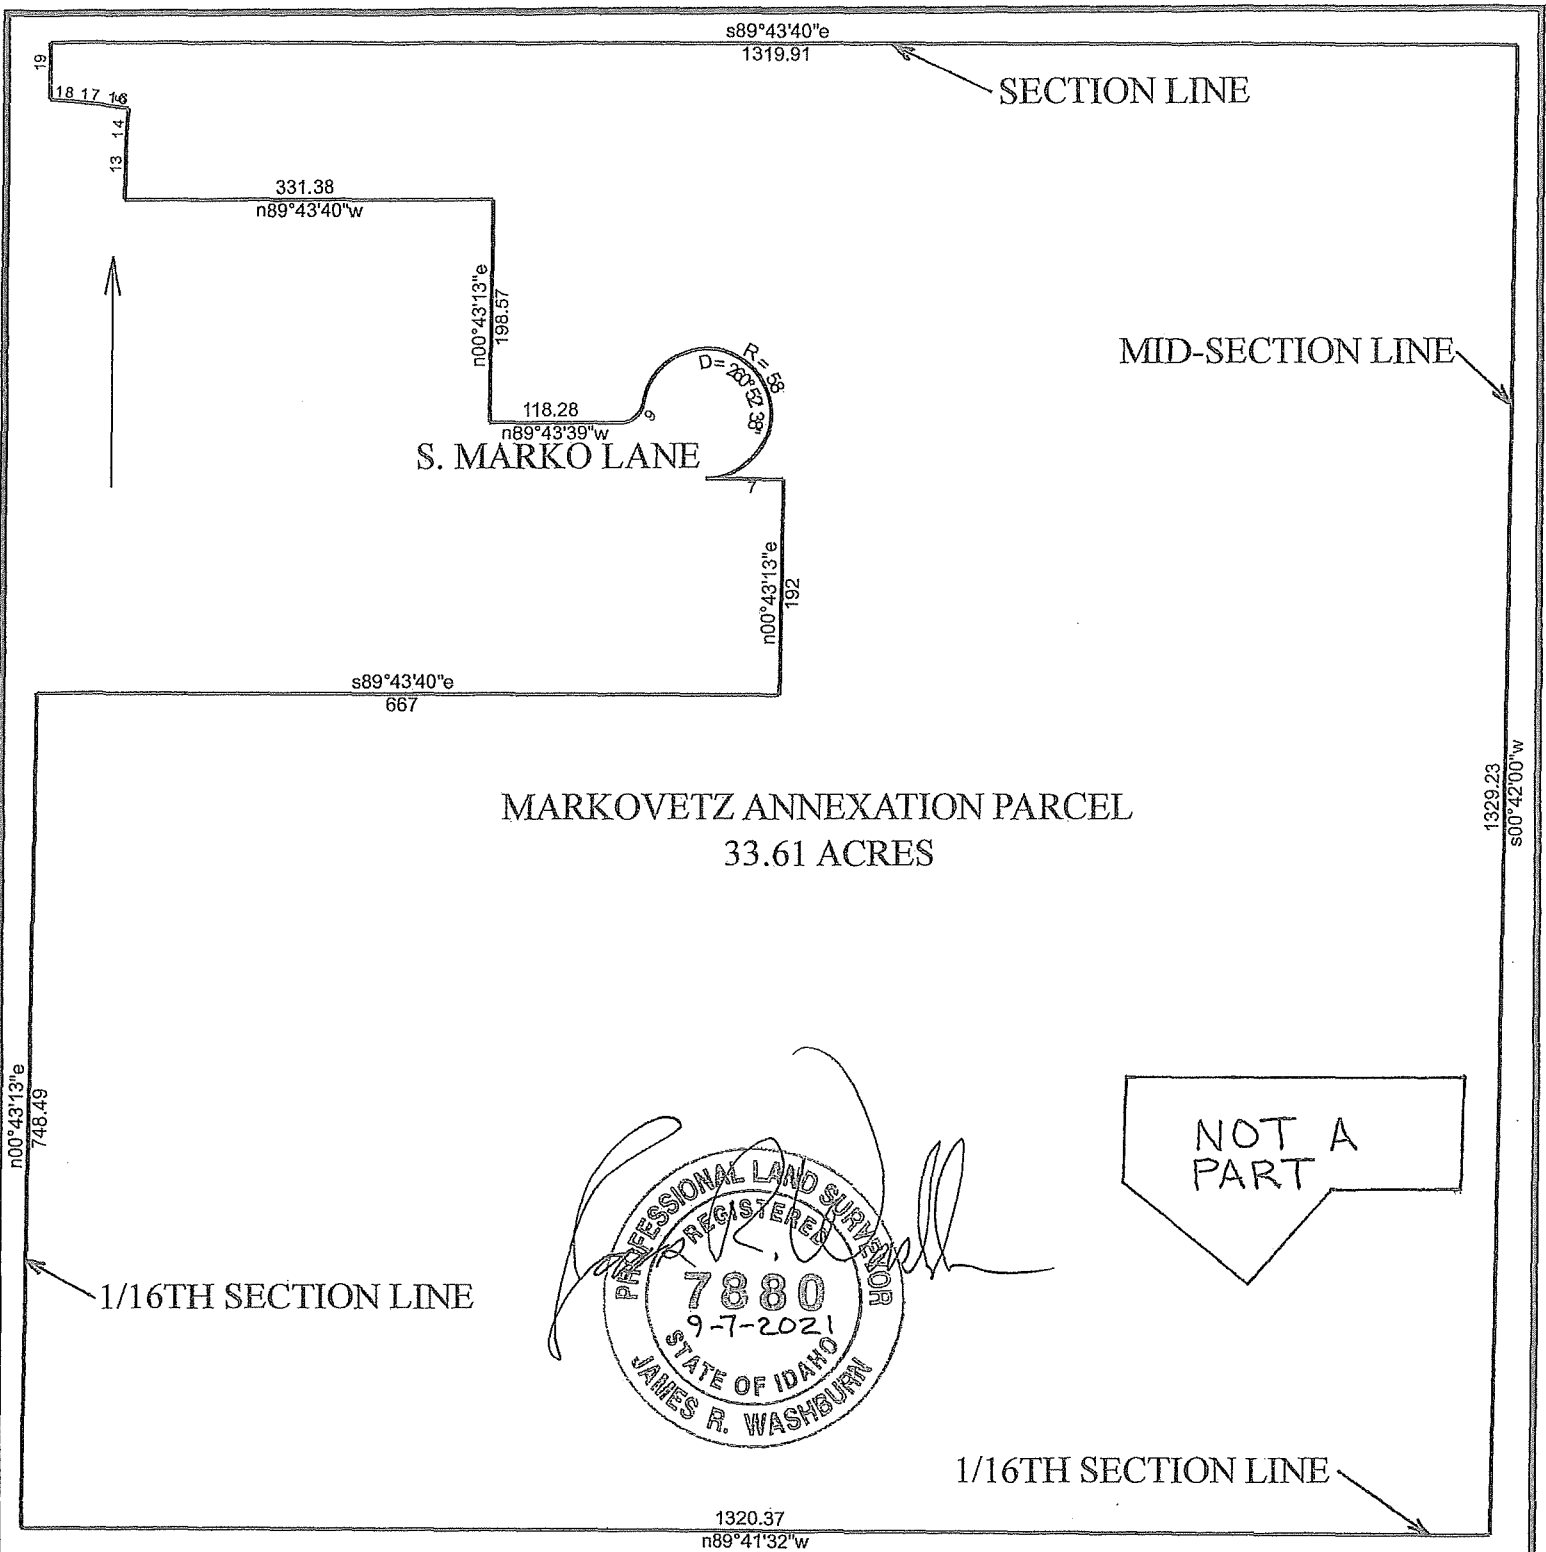 s89°43'40"e
1319.91
SECTION LINE
19
18 17 16
14
13
331.38
n89°43'40"w
n00°43'13"e
198.57
MID-SECTION LINE
R = 58
D = 260°52'38"
118.28
n89°43'39"w
9
S. MARKO LANE
7
n00°43'13"e
192
s89°43'40"e
667
1329.23
s00°42'00"w
MARKOVETZ ANNEXATION PARCEL
33.61 ACRES
n00°43'13"e
748.49
NOT A
PART
PROFESSIONAL LAND SURVEYOR
REGISTERED
7880
9-7-2021
STATE OF IDAHO
JAMES R. WASHBURN
1/16TH SECTION LINE
1/16TH SECTION LINE
1320.37
n89°41'32"w